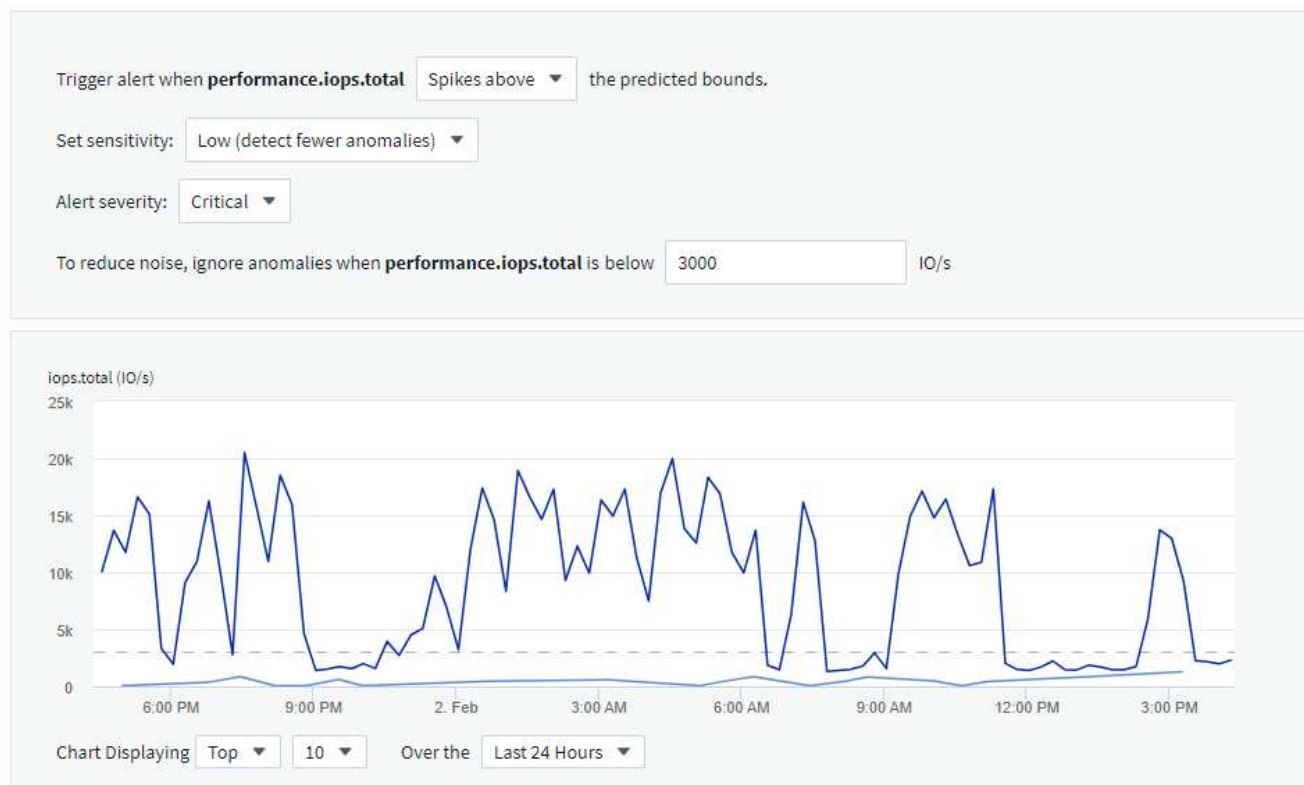 Trigger alert when performance.iops.total Spikes above the predicted bounds.
Set sensitivity: Low (detect fewer anomalies)
Alert severity: Critical
To reduce noise, ignore anomalies when performance.iops.total is below 3000 IO/s
iops.total (IO/s)
25k
20k
15k
10k
5k
0
6:00 PM 9:00 PM 2. Feb 3:00 AM 6:00 AM 9:00 AM 12:00 PM 3:00 PM
Chart Displaying Top 10 Over the Last 24 Hours